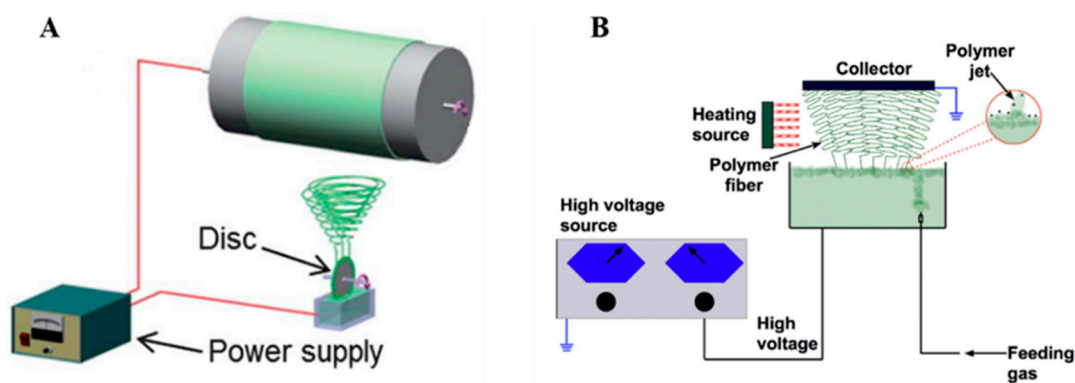 A
Disc
Power supply
B
Polymer
jet
Collector
Heating
source
Polymer
fiber
High voltage
source
High
voltage
Feeding
gas